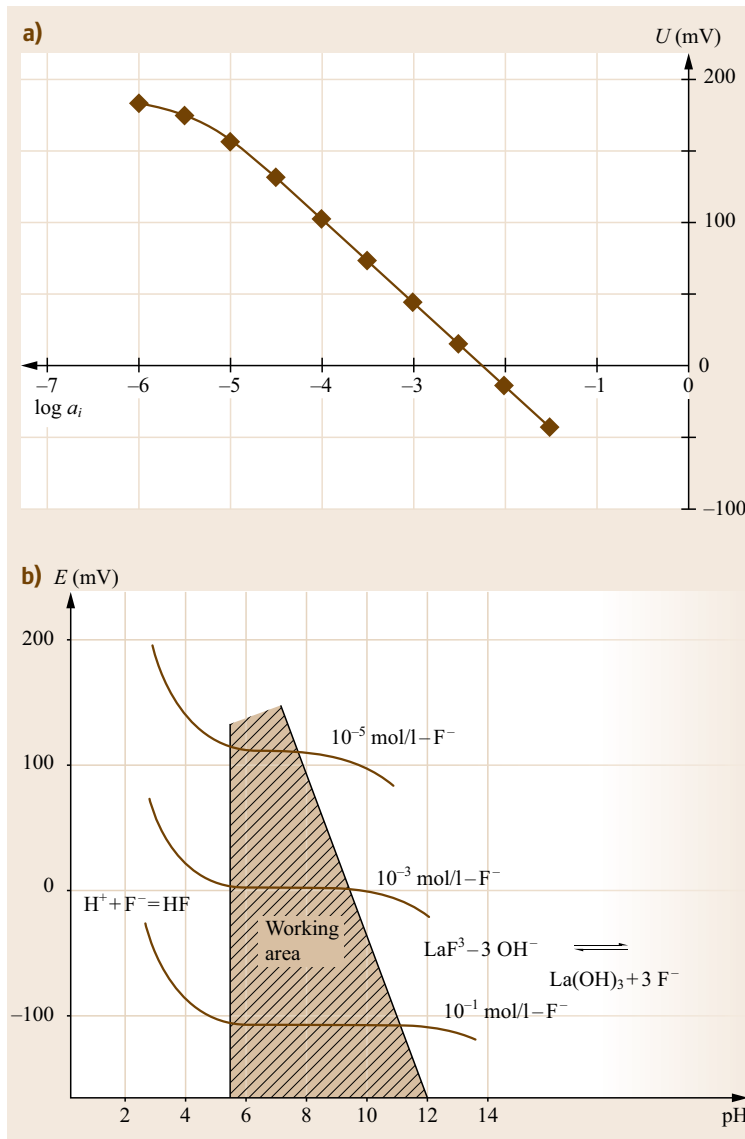 a)
U (mV)
200
100
0
–7 –6 –5 –4 –3 –2 –1 0
log aᵢ
–100
b) E (mV)
200
10⁻⁵ mol/l–F⁻
100
10⁻³ mol/l–F⁻
0
H⁺+F⁻=HF
Working
area
LaF³–3 OH⁻ ⇌
La(OH)₃+3 F⁻
10⁻¹ mol/l–F⁻
–100
2 4 6 8 10 12 14 pH